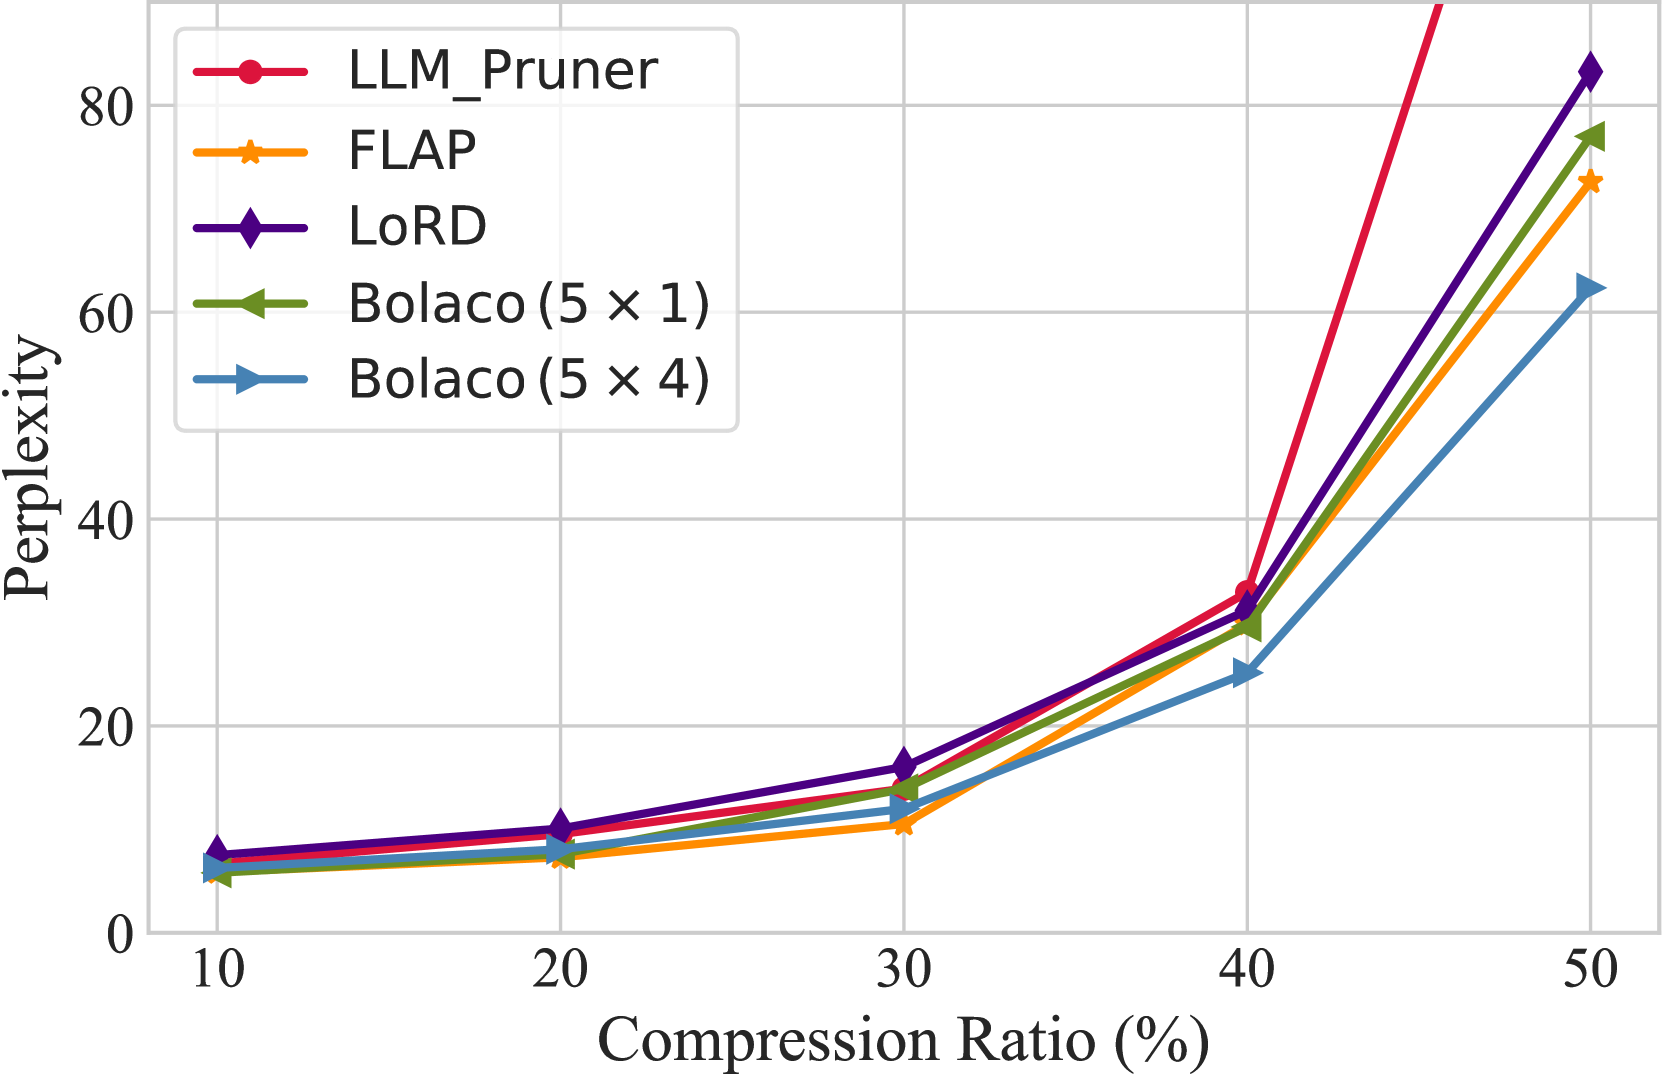 LLM_Pruner
FLAP
LoRD
Bolaco (5 × 1)
Bolaco (5 × 4)
Perplexity
80
60
40
20
0
10 20 30 40 50
Compression Ratio (%)